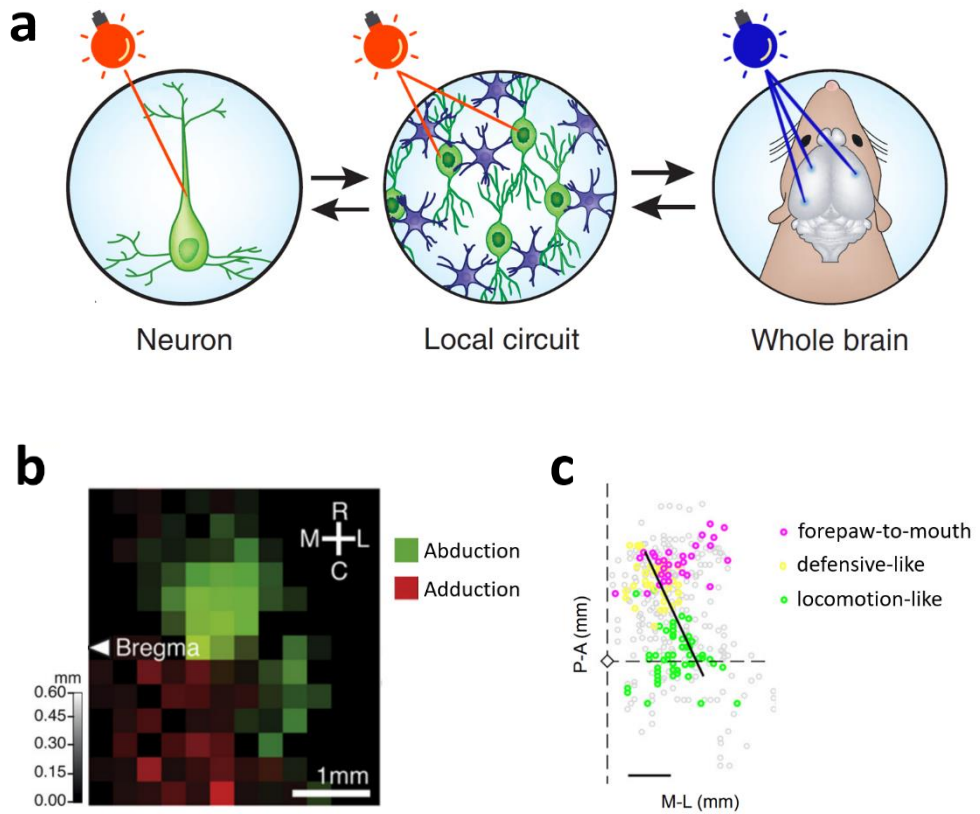 a
Neuron
Local circuit
Whole brain
b
R
M L
C
Abduction
Adduction
Bregma
mm
0.60
0.45
0.30
0.15
0.00
1mm
c
forepaw-to-mouth
defensive-like
locomotion-like
P-A (mm)
M-L (mm)